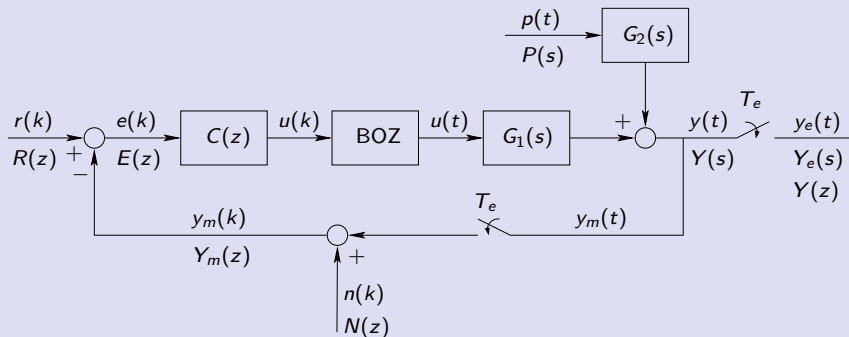 p(t)
P(s)
G₂(s)
r(k)
R(z)
+
−
e(k)
E(z)
C(z)
u(k)
BOZ
u(t)
G₁(s)
+
y(t)
Y(s)
Tₑ
yₑ(t)
Yₑ(s)
Y(z)
yₘ(k)
Yₘ(z)
+
Tₑ
yₘ(t)
n(k)
N(z)